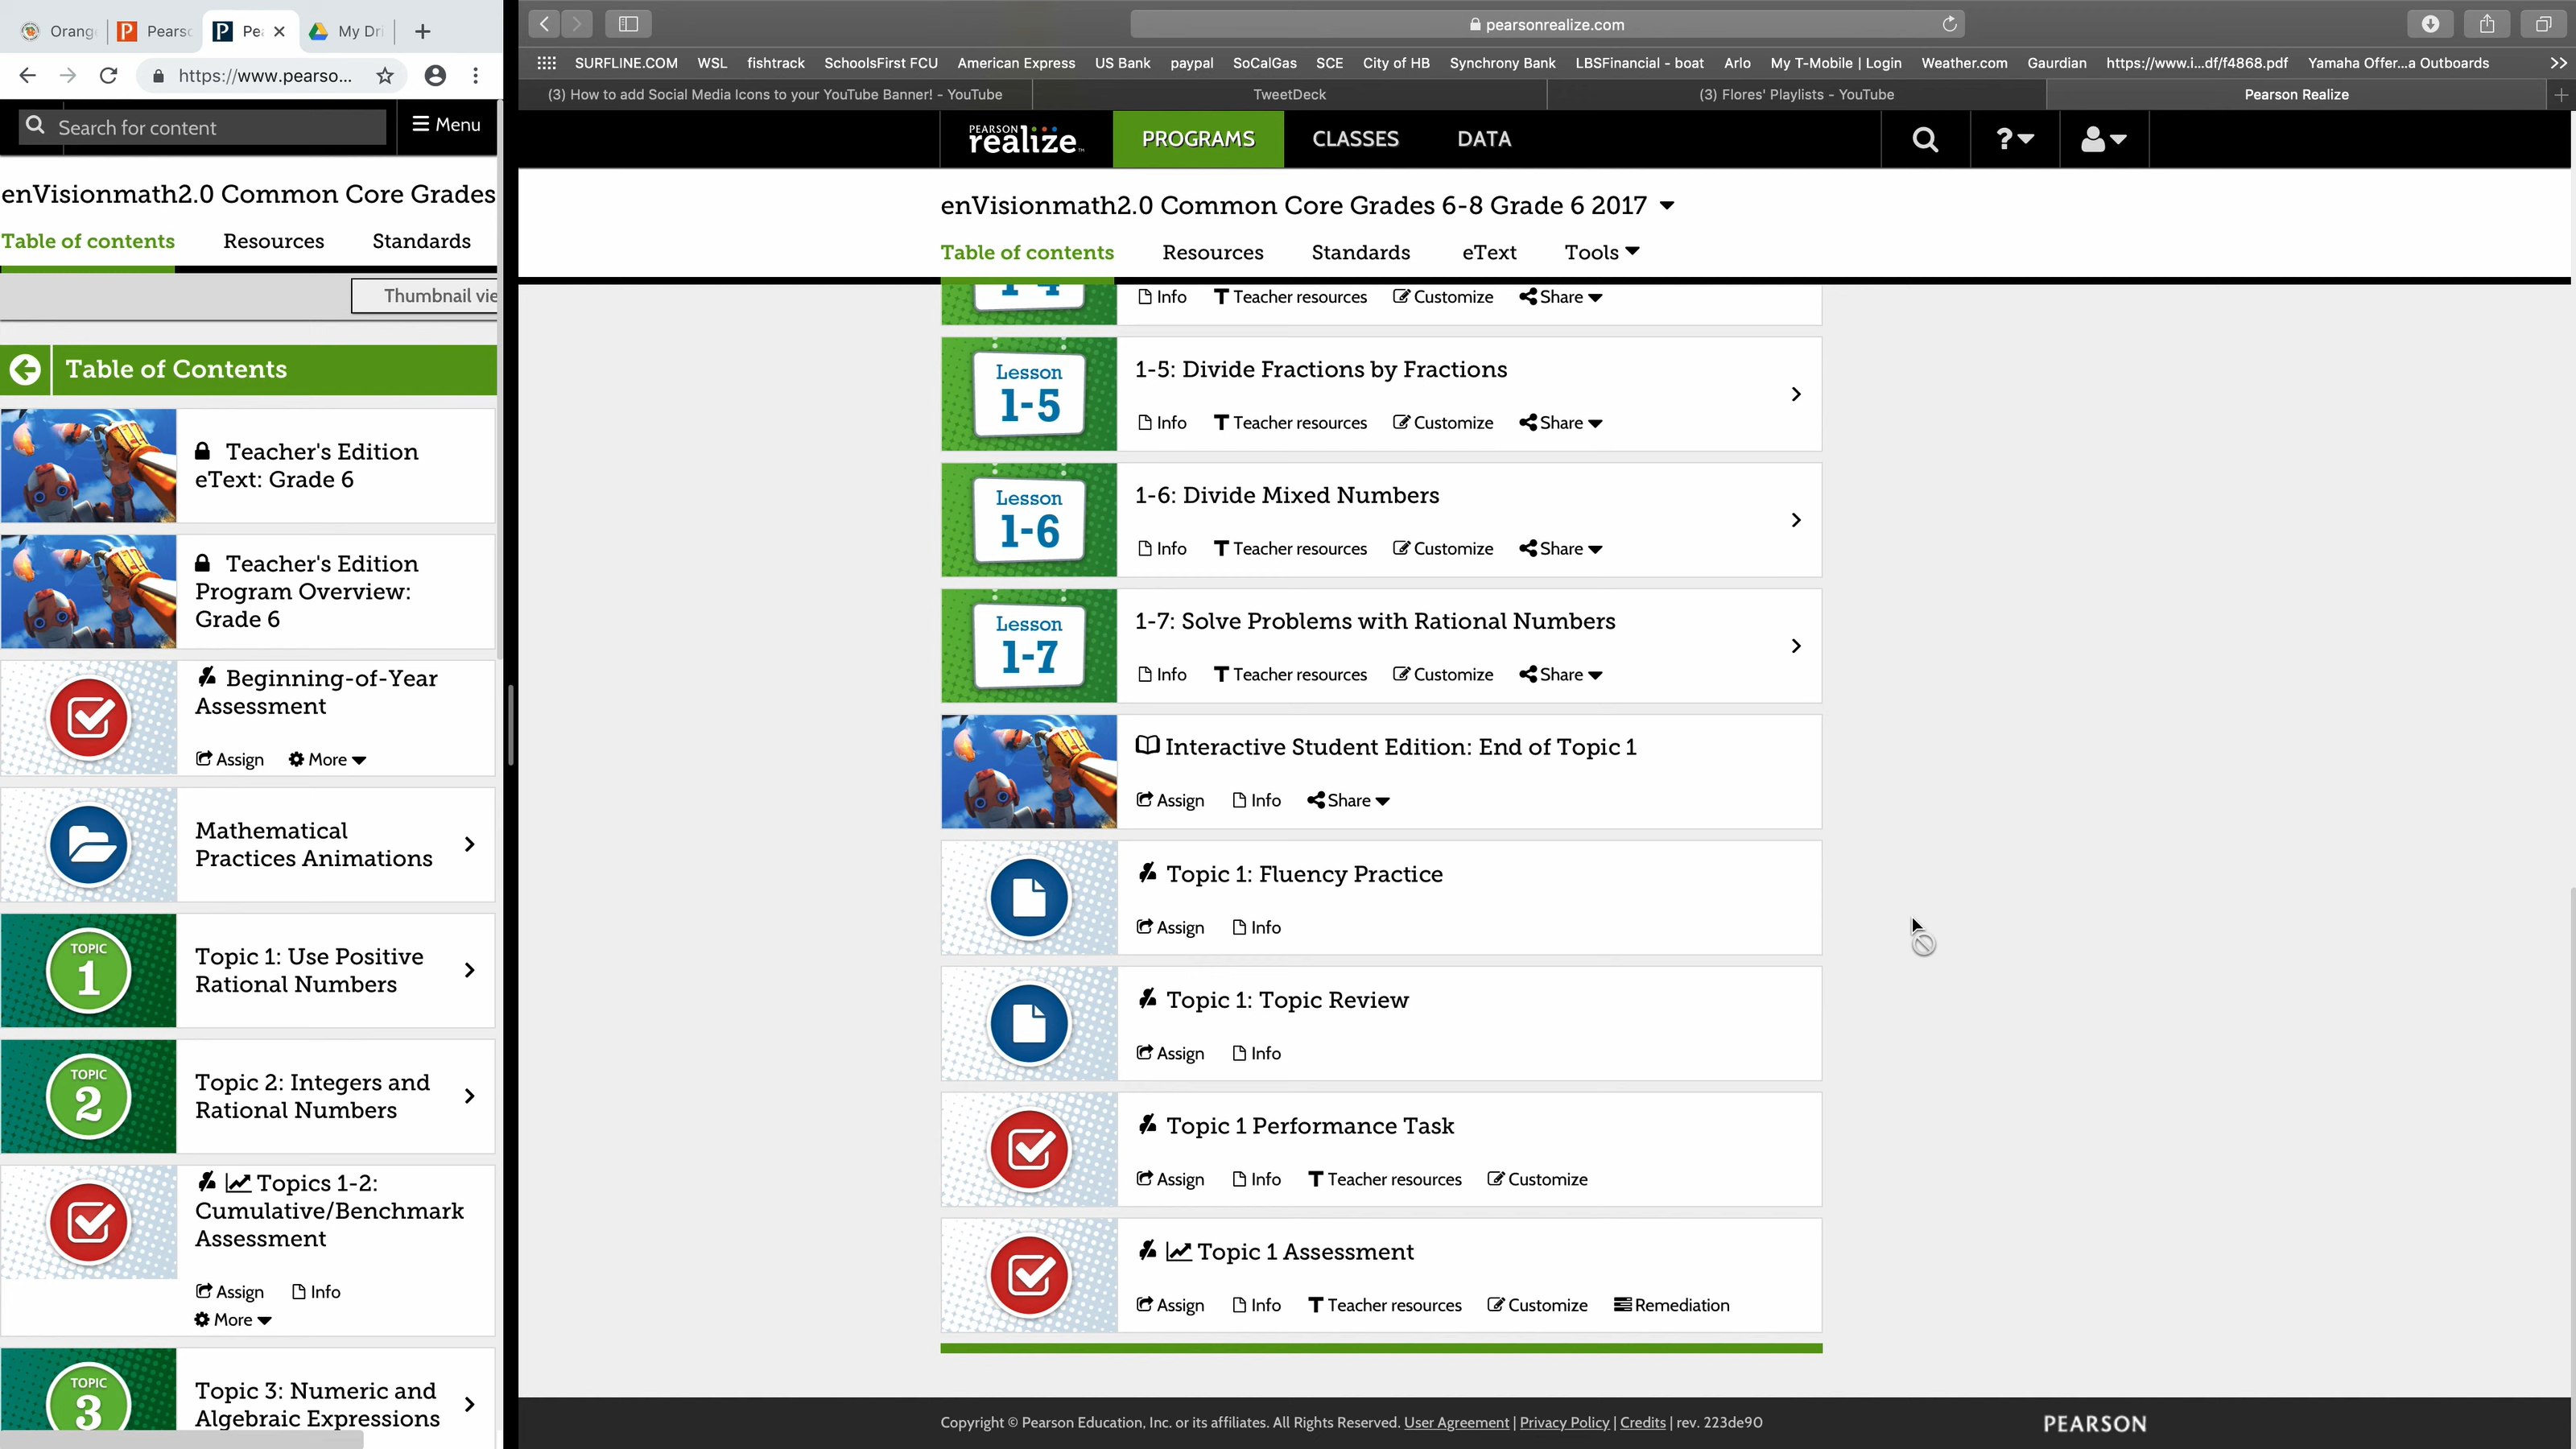 Orang
Pearso
Pea
My Dri
https://www.pearso...
Search for content
Menu
enVisionmath2.0 Common Core Grades
Table of contents
Resources
Standards
Thumbnail vie
Table of Contents
Teacher's Edition
eText: Grade 6
Teacher's Edition
Program Overview:
Grade 6
Beginning-of-Year
Assessment
Assign More
Mathematical
Practices Animations
TOPIC
1
Topic 1: Use Positive
Rational Numbers
TOPIC
2
Topic 2: Integers and
Rational Numbers
Topics 1-2:
Cumulative/Benchmark
Assessment
Assign Info
More
TOPIC
3
Topic 3: Numeric and
Algebraic Expressions
pearsonrealize.com
SURFLINE.COM WSL fishtrack SchoolsFirst FCU American Express US Bank paypal SoCalGas SCE City of HB Synchrony Bank LBSFinancial - boat Arlo My T-Mobile | Login Weather.com Gaurdian https://www.i...df/f4868.pdf Yamaha Offer...a Outboards
(3) How to add Social Media Icons to your YouTube Banner! - YouTube
TweetDeck
(3) Flores' Playlists - YouTube
Pearson Realize
PEARSON
realize
PROGRAMS CLASSES DATA
?
enVisionmath2.0 Common Core Grades 6-8 Grade 6 2017
Table of contents Resources Standards eText Tools
1-4
Info Teacher resources Customize Share
Lesson
1-5
1-5: Divide Fractions by Fractions
Info Teacher resources Customize Share
Lesson
1-6
1-6: Divide Mixed Numbers
Info Teacher resources Customize Share
Lesson
1-7
1-7: Solve Problems with Rational Numbers
Info Teacher resources Customize Share
Interactive Student Edition: End of Topic 1
Assign Info Share
Topic 1: Fluency Practice
Assign Info
Topic 1: Topic Review
Assign Info
Topic 1 Performance Task
Assign Info Teacher resources Customize
Topic 1 Assessment
Assign Info Teacher resources Customize Remediation
Copyright © Pearson Education, Inc. or its affiliates. All Rights Reserved. User Agreement | Privacy Policy | Credits | rev. 223de90
PEARSON